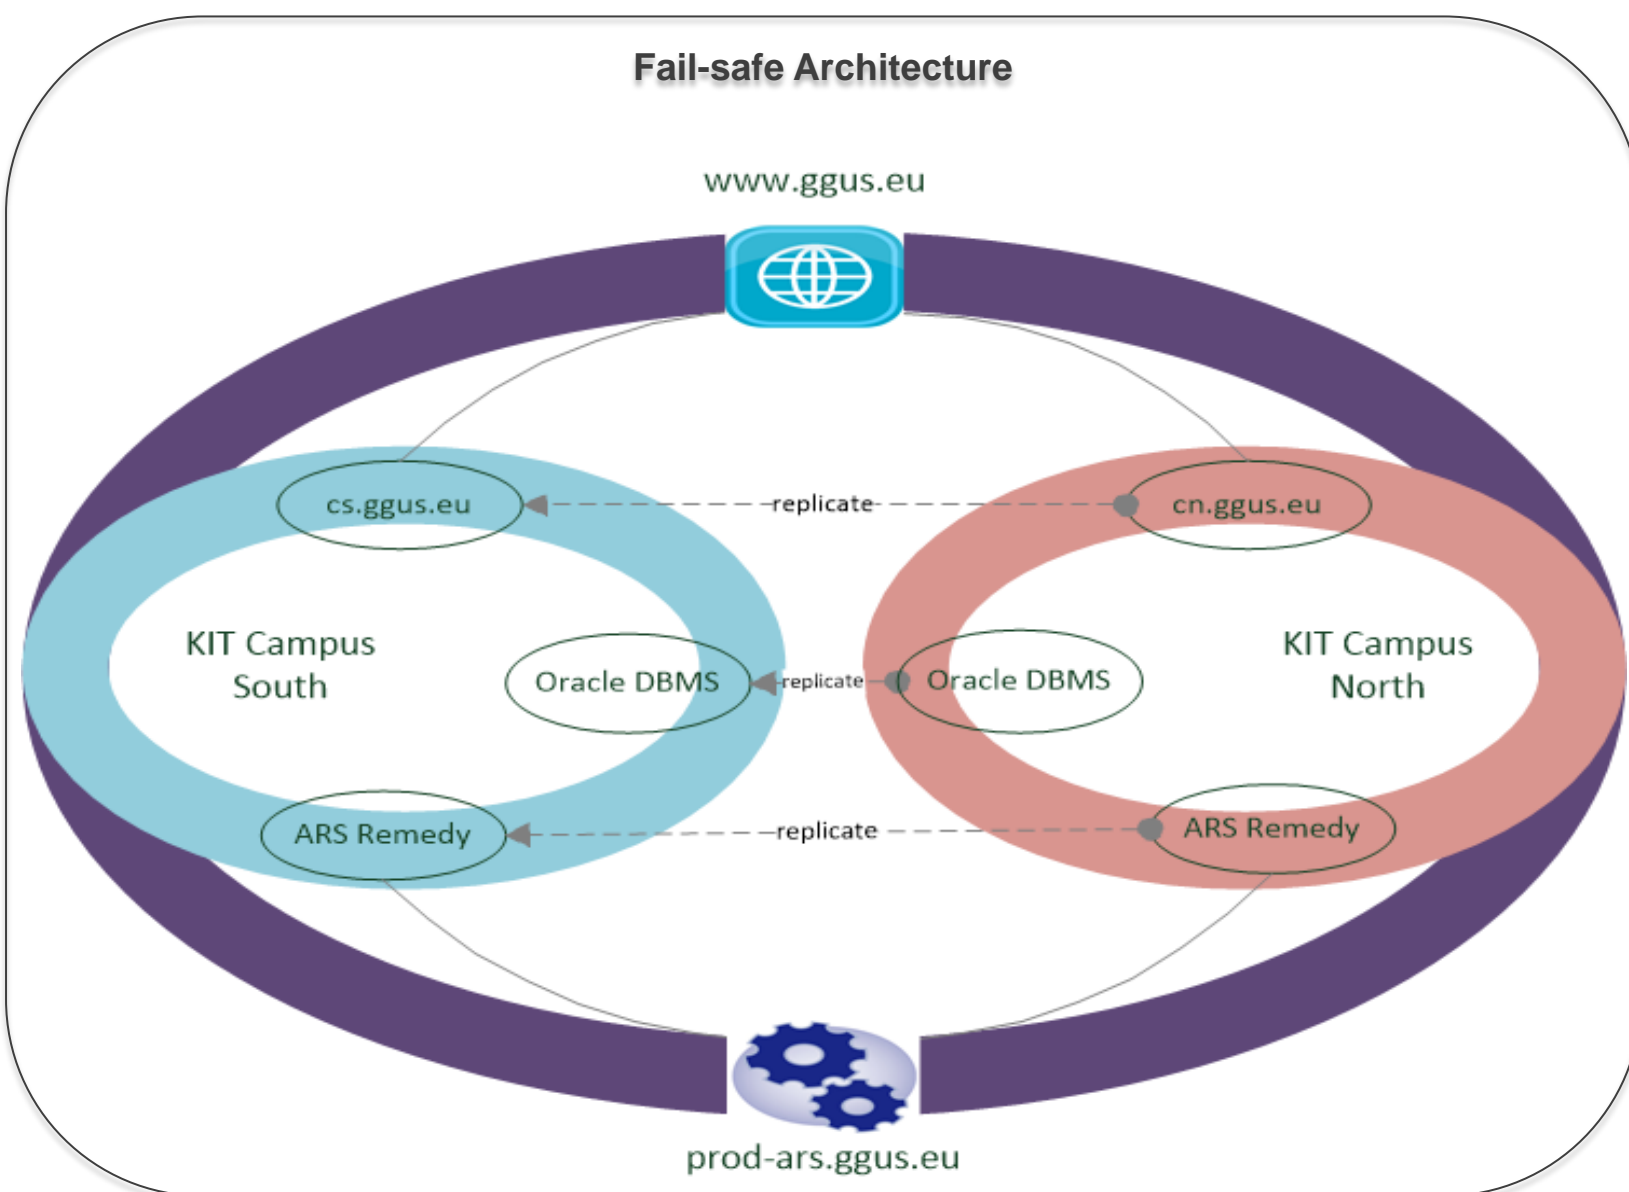 Fail-safe Architecture
www.ggus.eu
cs.ggus.eu
replicate
cn.ggus.eu
KIT Campus
South
Oracle DBMS
replicate
Oracle DBMS
KIT Campus
North
ARS Remedy
replicate
ARS Remedy
prod-ars.ggus.eu